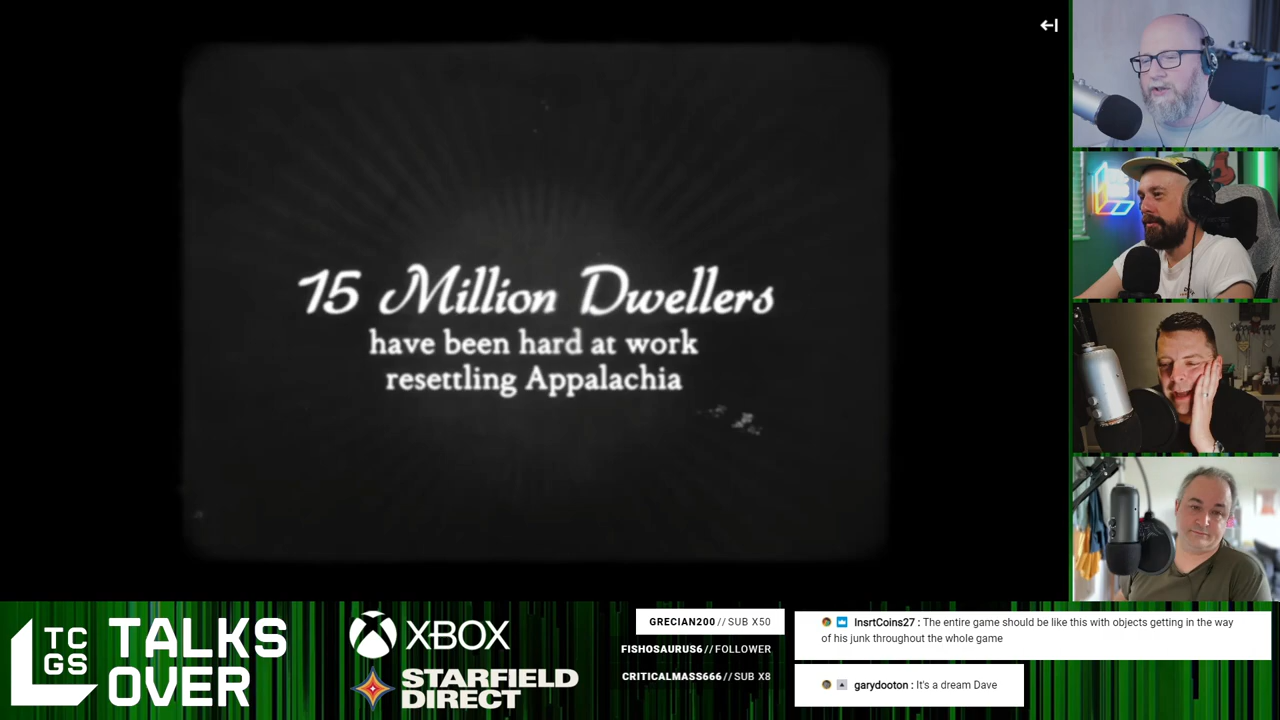 15 Million Dwellers
have been hard at work
resettling Appalachia
TC
GS
TALKS
OVER
XBOX
STARFIELD
DIRECT
GRECIAN200 // SUB X50
FISHOSAURUS6 // FOLLOWER
CRITICALMASS666 // SUB X8
InsrtCoins27 : The entire game should be like this with objects getting in the way
of his junk throughout the whole game
garydooton : It's a dream Dave